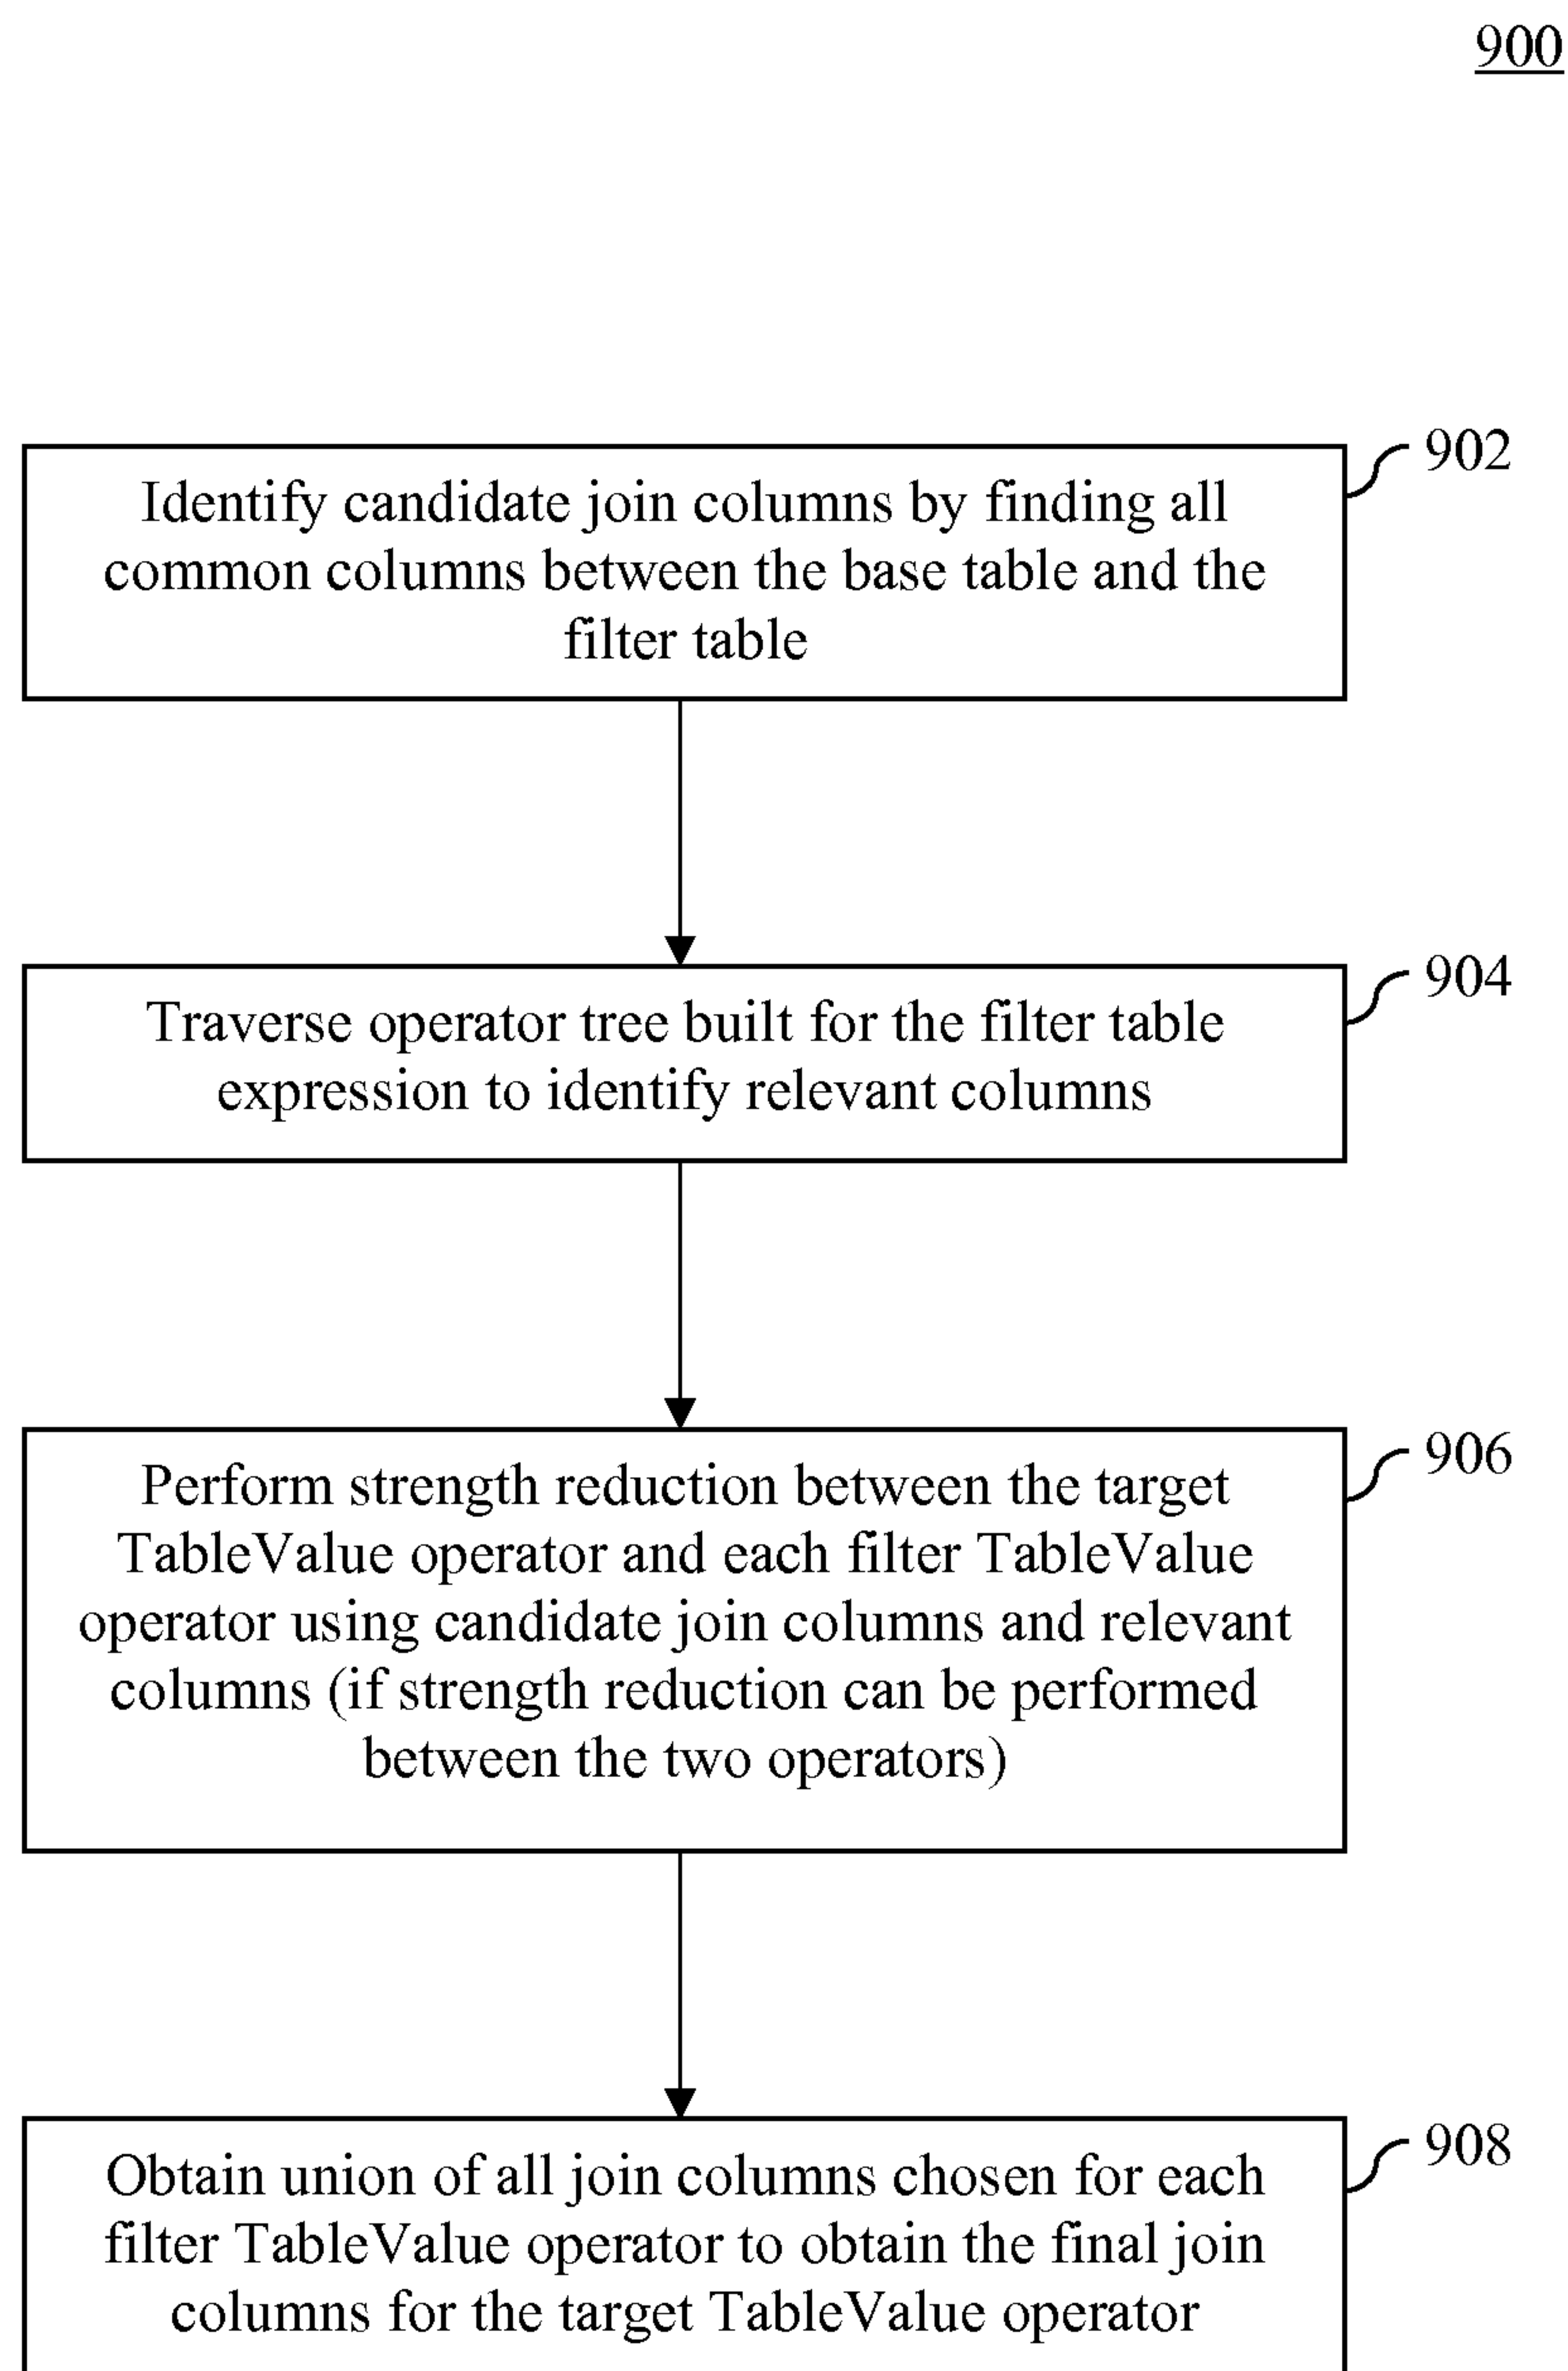 900
902
Identify candidate join columns by finding all
common columns between the base table and the
filter table
904
Traverse operator tree built for the filter table
expression to identify relevant columns
906
Perform strength reduction between the target
TableValue operator and each filter TableValue
operator using candidate join columns and relevant
columns (if strength reduction can be performed
between the two operators)
908
Obtain union of all join columns chosen for each
filter TableValue operator to obtain the final join
columns for the target TableValue operator